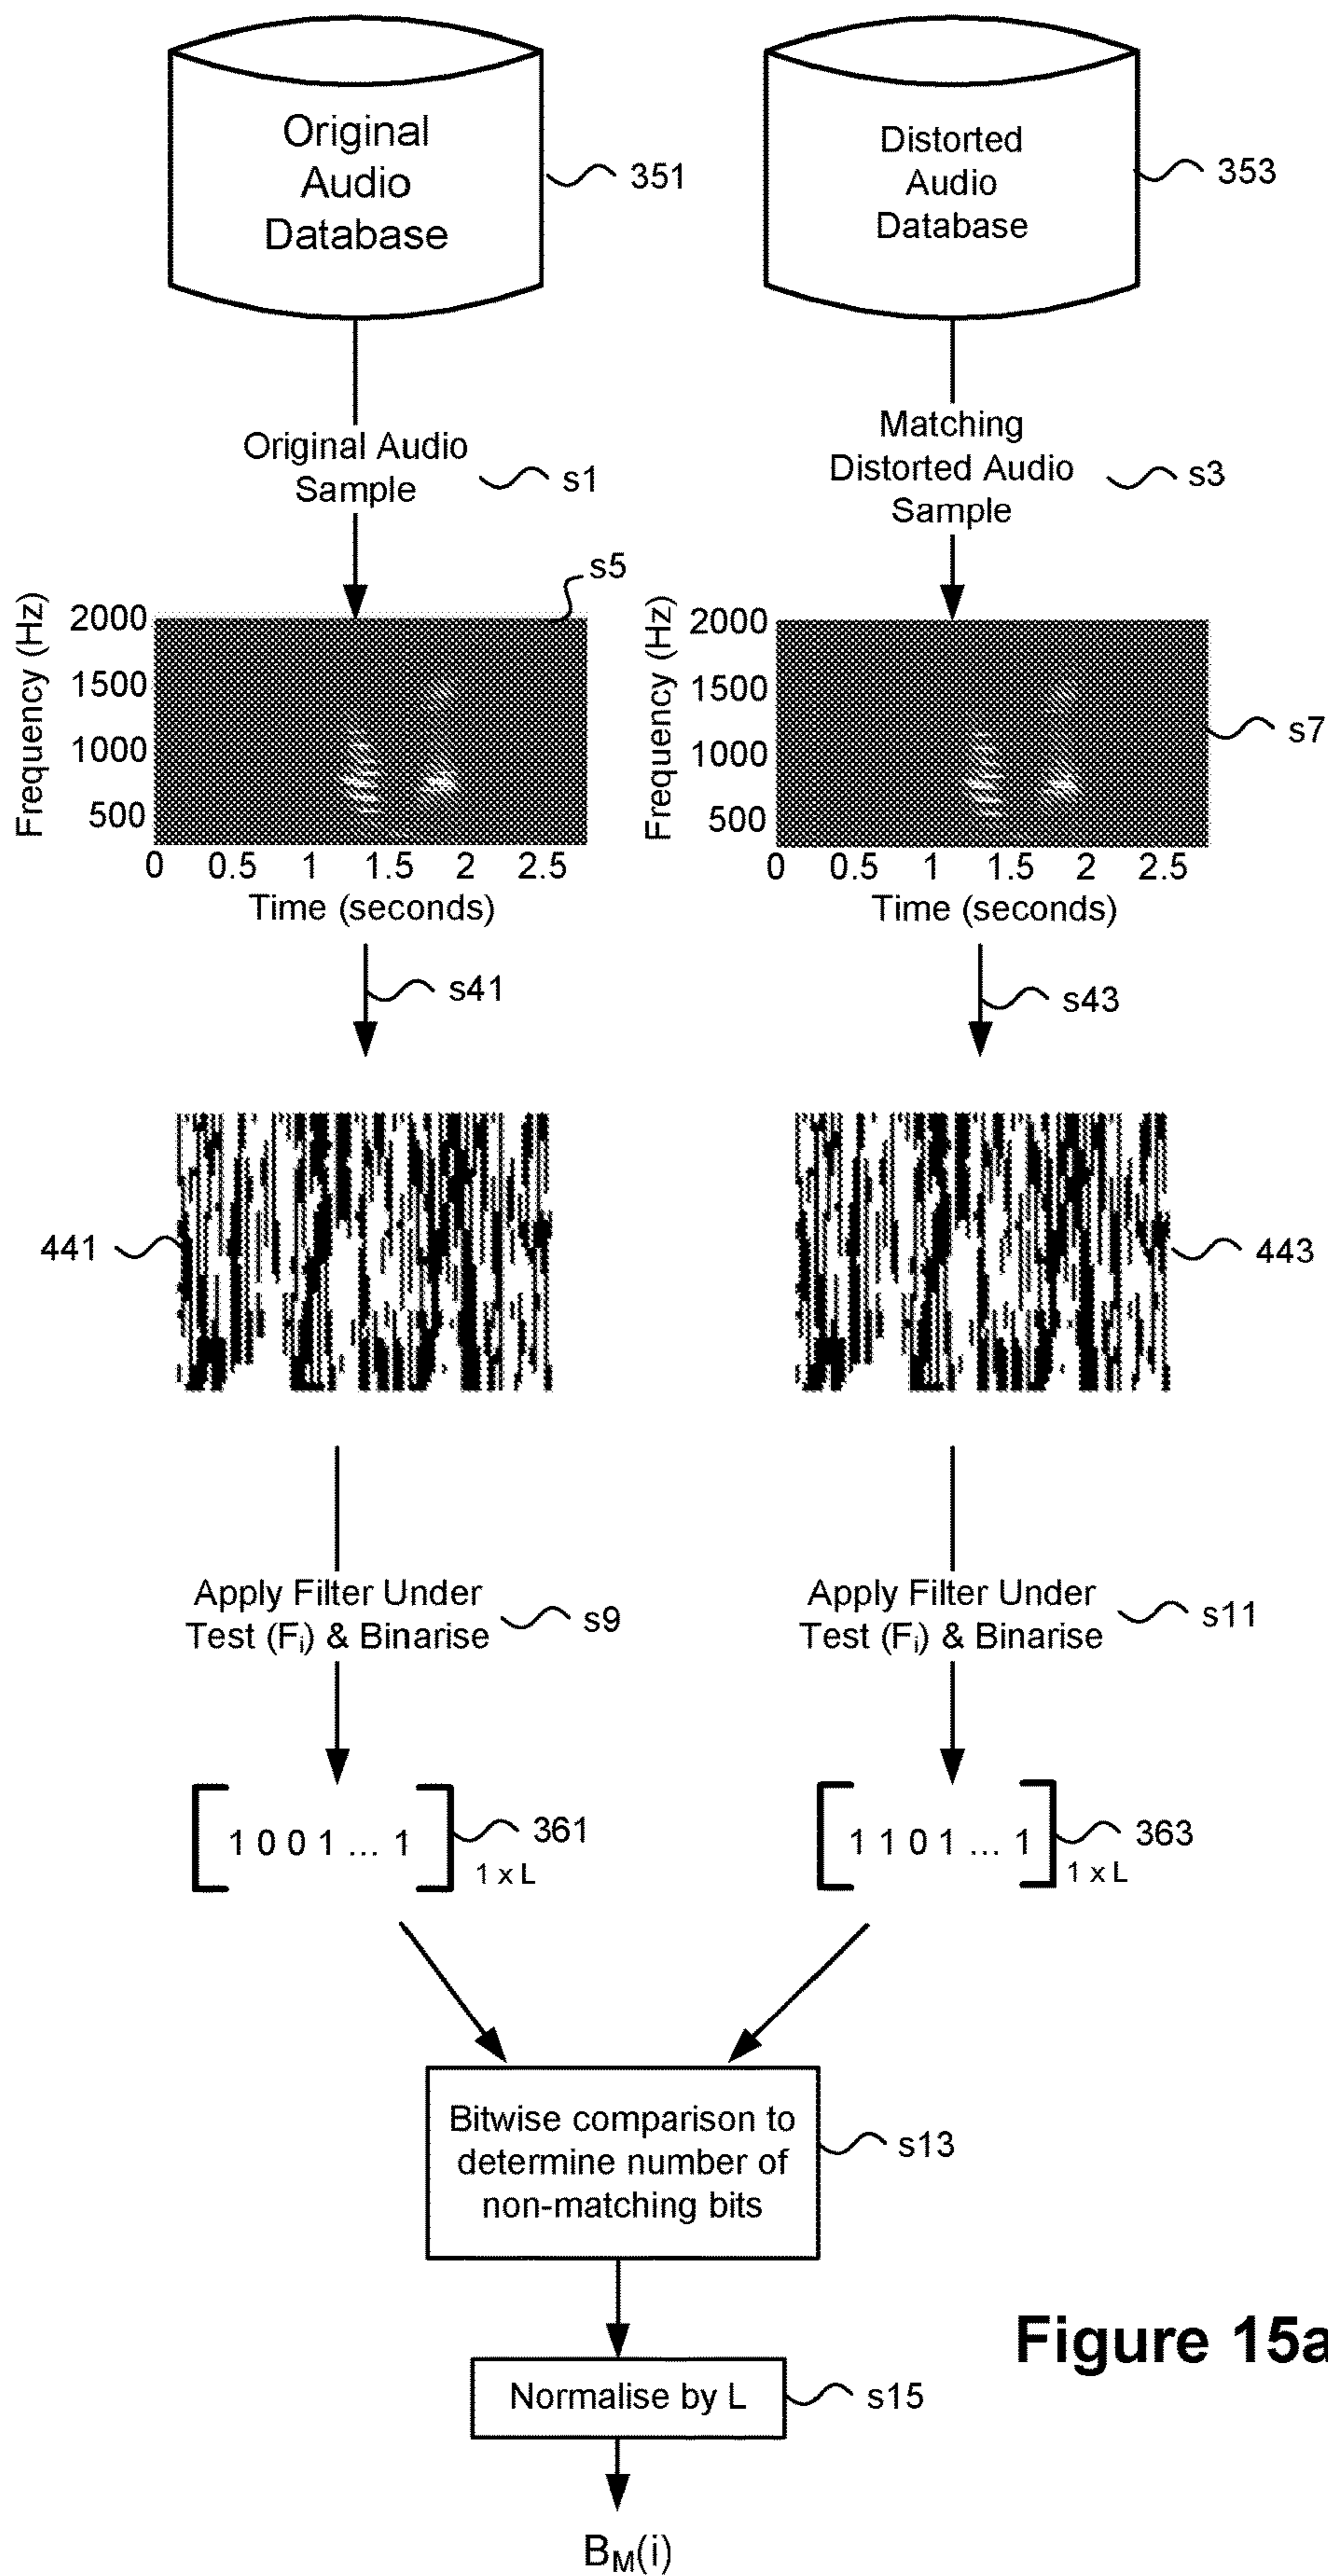 Original
Audio
Database
351
Distorted
Audio
Database
353
Original Audio
Sample
s1
Matching
Distorted Audio
Sample
s3
s5
Frequency (Hz)
2000
1500
1000
500
0 0.5 1 1.5 2 2.5
Time (seconds)
Frequency (Hz)
2000
1500
1000
500
s7
0 0.5 1 1.5 2 2.5
Time (seconds)
s41
s43
441
443
Apply Filter Under
Test (Fi) & Binarise
s9
Apply Filter Under
Test (Fi) & Binarise
s11
1 0 0 1 ... 1
361
1 x L
1 1 0 1 ... 1
363
1 x L
Bitwise comparison to
determine number of
non-matching bits
s13
Normalise by L
s15
Figure 15a
BM(i)